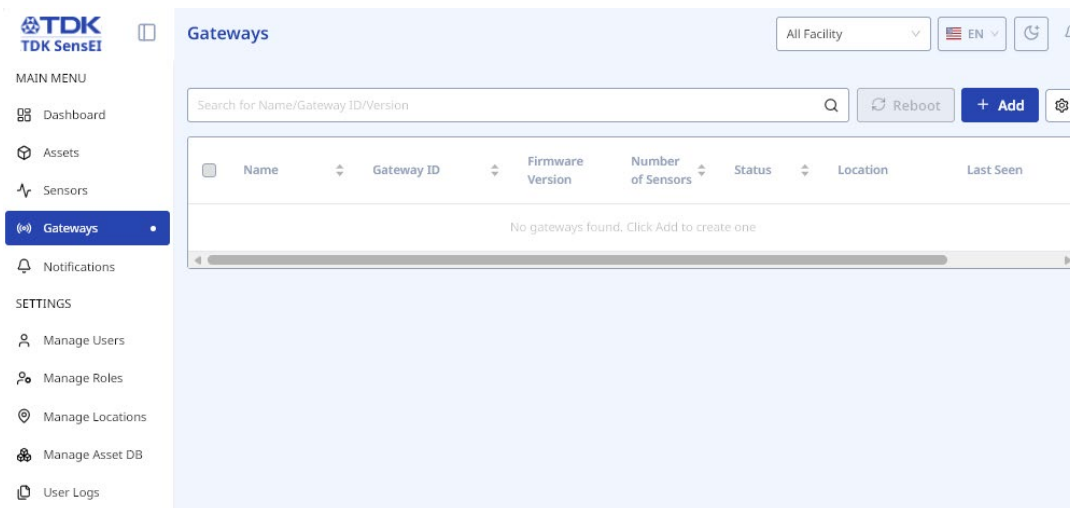 TDK
TDK SensEI
MAIN MENU
Dashboard
Assets
Sensors
Gateways
Notifications
SETTINGS
Manage Users
Manage Roles
Manage Locations
Manage Asset DB
User Logs
Gateways
All Facility
EN
Search for Name/Gateway ID/Version
Reboot
+ Add
Name
Gateway ID
Firmware
Version
Number
of Sensors
Status
Location
Last Seen
No gateways found. Click Add to create one